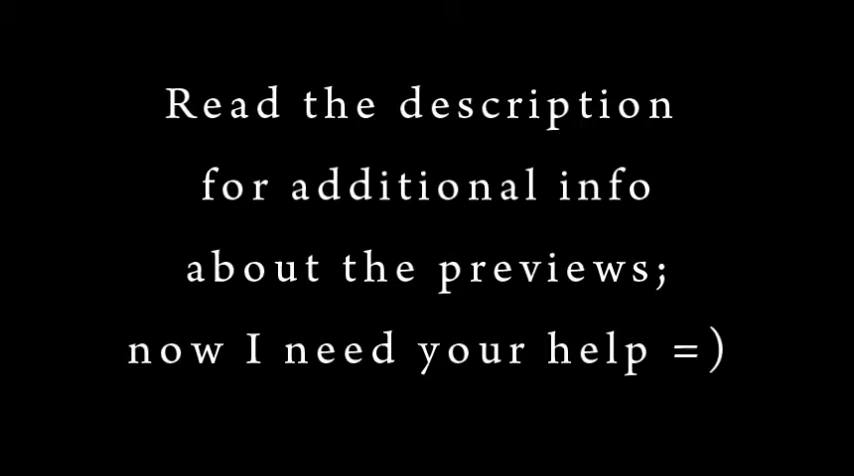 Read the description
for additional info
about the previews;
now I need your help =)